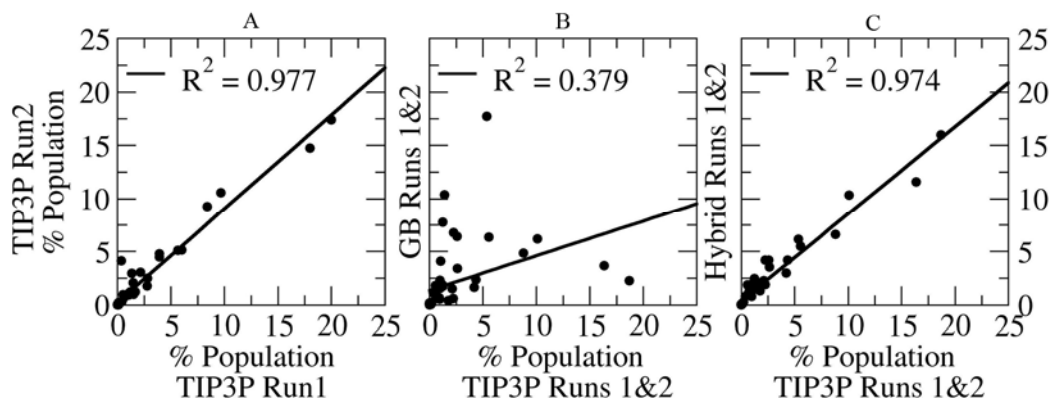 A
TIP3P Run2
% Population
25
20
15
10
5
0
R² = 0.977
0 5 10 15 20 25
% Population
TIP3P Run1
B
GB Runs 1&2
R² = 0.379
0 5 10 15 20 25
% Population
TIP3P Runs 1&2
C
Hybrid Runs 1&2
R² = 0.974
25
20
15
10
5
0
0 5 10 15 20 25
% Population
TIP3P Runs 1&2